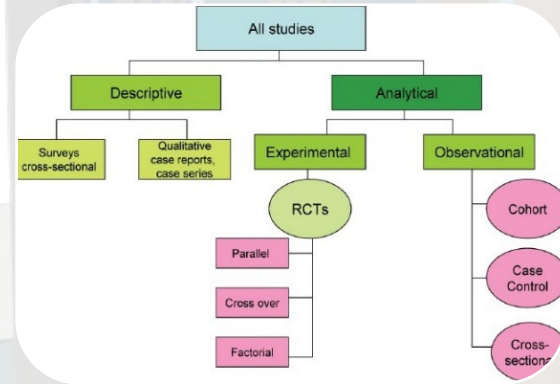 All studies
Descriptive
Analytical
Surveys
cross-sectional
Qualitative
case reports,
case series
Experimental
Observational
RCTs
Parallel
Cross over
Factorial
Cohort
Case
Control
Cross-
sectional